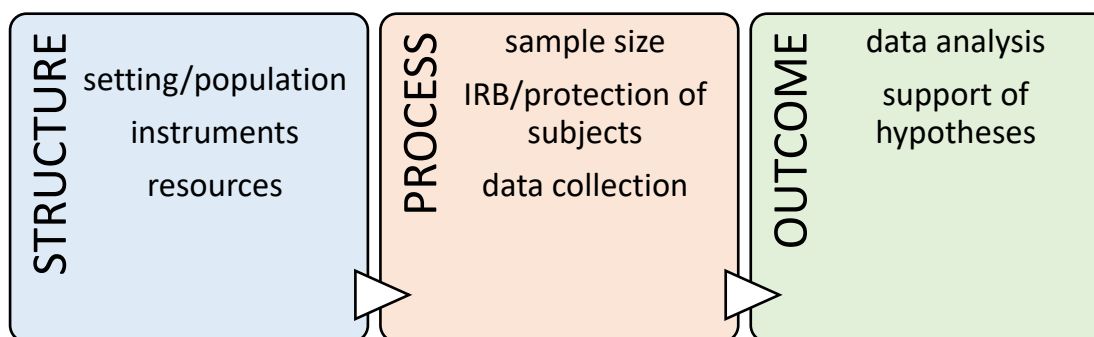 STRUCTURE
setting/population
instruments
resources
PROCESS
sample size
IRB/protection of
subjects
data collection
OUTCOME
data analysis
support of
hypotheses